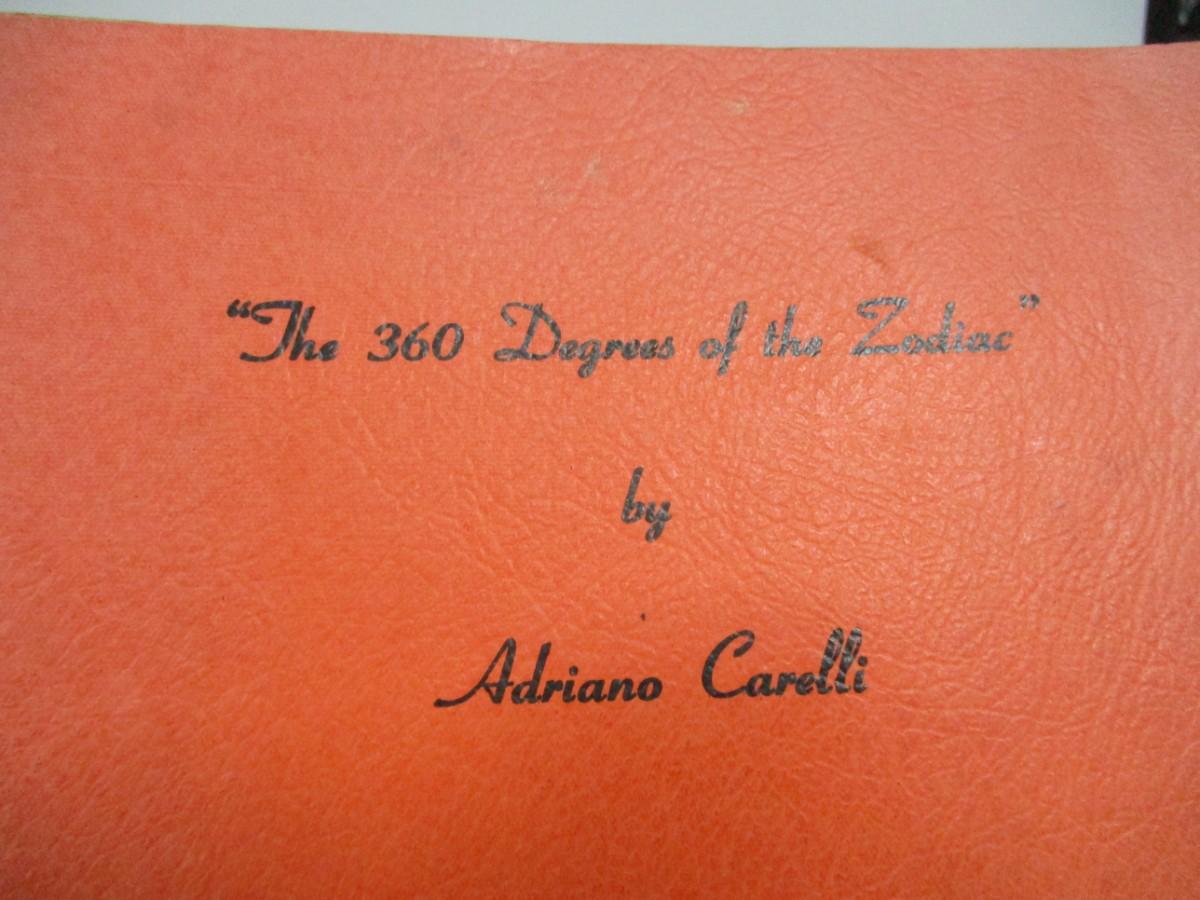 “The 360 Degrees of the Zodiac”
by
Adriano Carelli